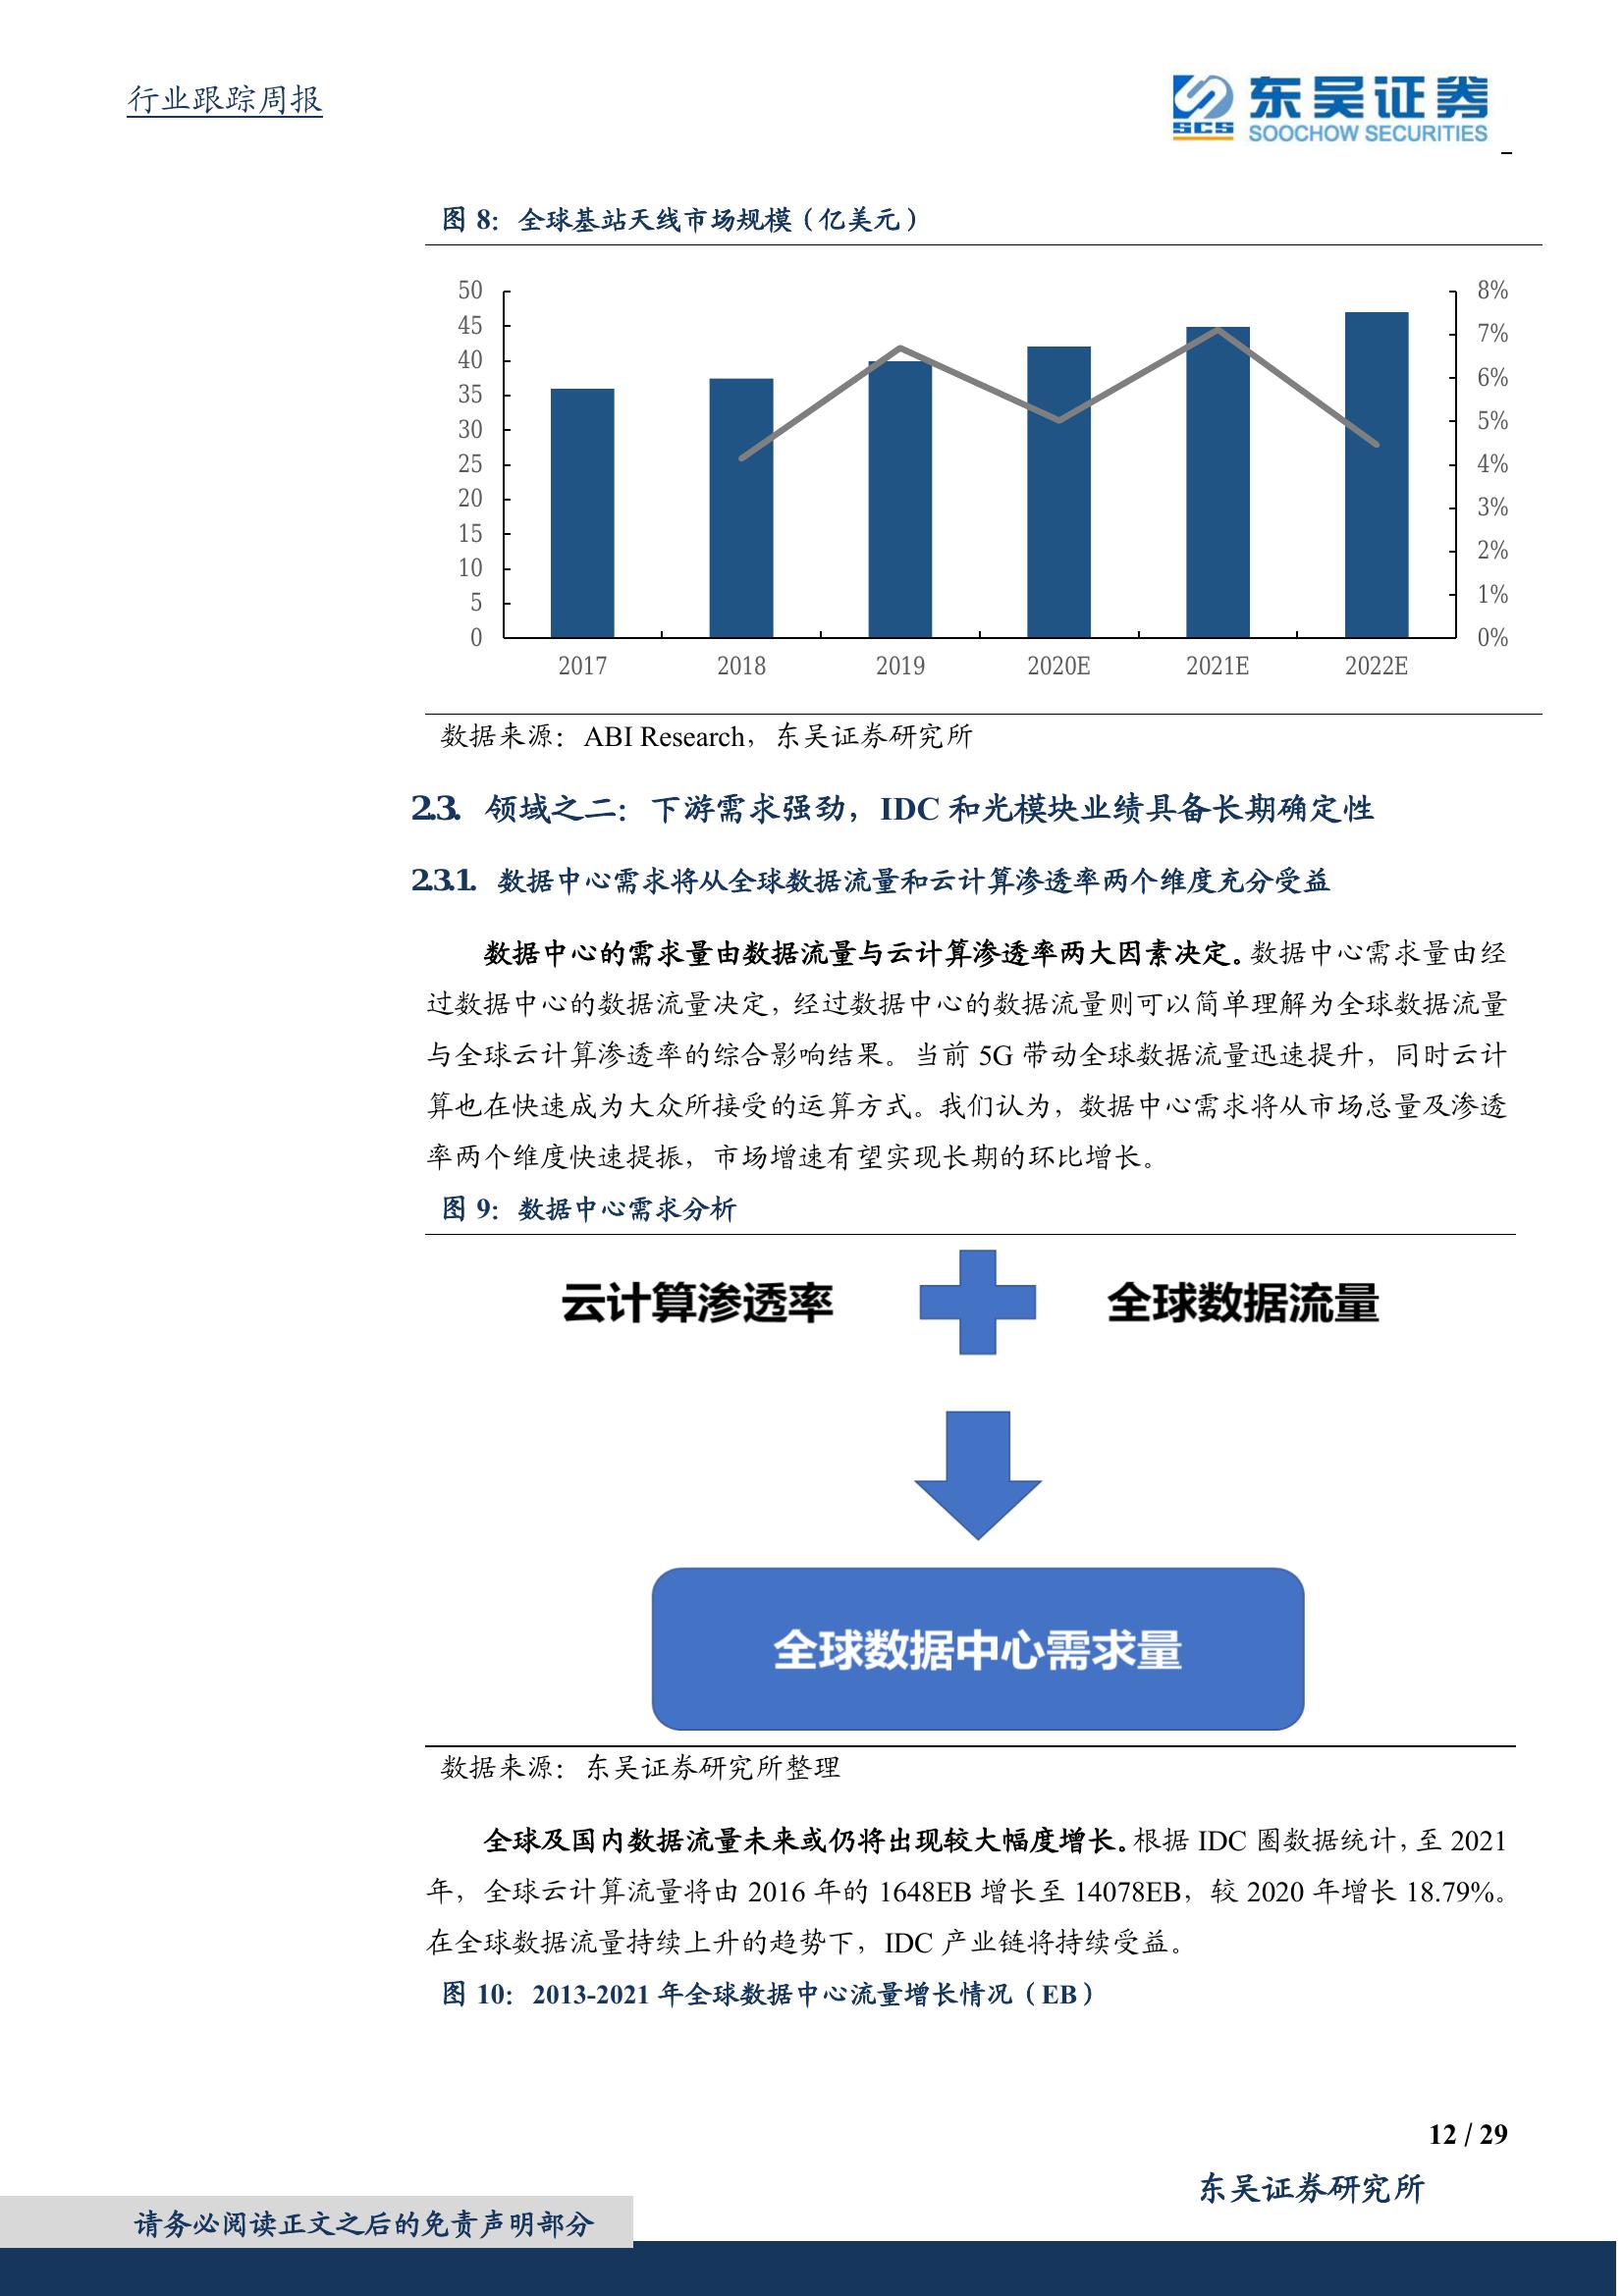 行业跟踪周报
SCS
东吴证券
SOOCHOW SECURITIES
图 8：全球基站天线市场规模（亿美元）
50
45
40
35
30
25
20
15
10
5
0
8%
7%
6%
5%
4%
3%
2%
1%
0%
2017 2018 2019 2020E 2021E 2022E
数据来源：ABI Research，东吴证券研究所
2.3. 领域之二：下游需求强劲，IDC 和光模块业绩具备长期确定性
2.3.1. 数据中心需求将从全球数据流量和云计算渗透率两个维度充分受益
数据中心的需求量由数据流量与云计算渗透率两大因素决定。数据中心需求量由经
过数据中心的数据流量决定，经过数据中心的数据流量则可以简单理解为全球数据流量
与全球云计算渗透率的综合影响结果。当前 5G 带动全球数据流量迅速提升，同时云计
算也在快速成为大众所接受的运算方式。我们认为，数据中心需求将从市场总量及渗透
率两个维度快速提振，市场增速有望实现长期的环比增长。
图 9：数据中心需求分析
云计算渗透率 全球数据流量
全球数据中心需求量
数据来源：东吴证券研究所整理
全球及国内数据流量未来或仍将出现较大幅度增长。根据 IDC 圈数据统计，至 2021
年，全球云计算流量将由 2016 年的 1648EB 增长至 14078EB，较 2020 年增长 18.79%。
在全球数据流量持续上升的趋势下，IDC 产业链将持续受益。
图 10：2013-2021 年全球数据中心流量增长情况（EB）
12 / 29
东吴证券研究所
请务必阅读正文之后的免责声明部分